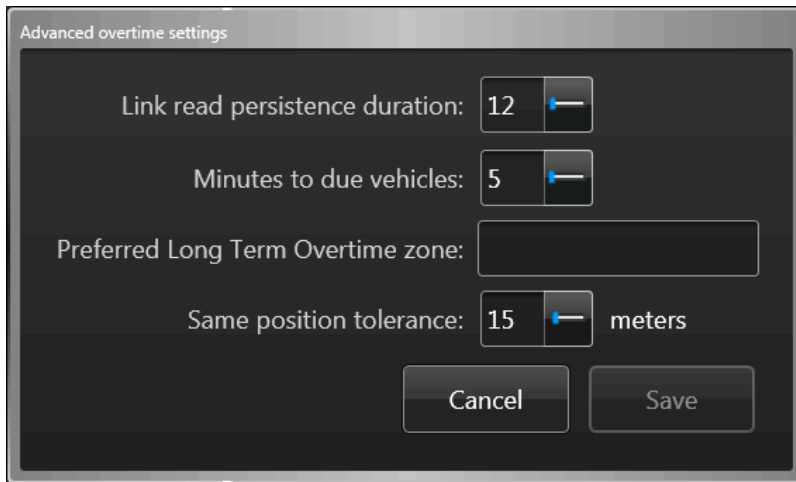 Advanced overtime settings
Link read persistence duration: 12
Minutes to due vehicles: 5
Preferred Long Term Overtime zone:
Same position tolerance: 15 meters
Cancel Save